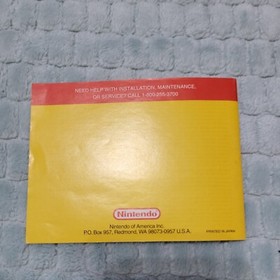 NEED HELP WITH INSTALLATION, MAINTENANCE,
OR SERVICE? CALL 1-800-255-3700
Nintendo
Nintendo of America Inc.
P.O. Box 957, Redmond, WA 98073-0957 U.S.A.
PRINTED IN JAPAN